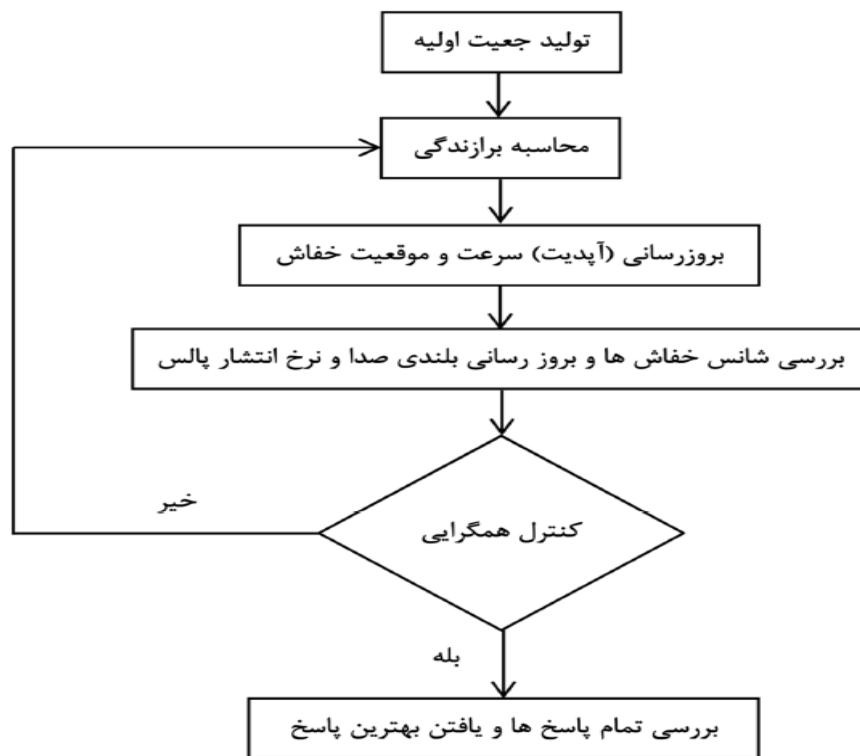 تولید جعیت اولیه
محاسبه برازندگی
بروزرسانی (آپدیت) سرعت و موقعیت خفاش
بررسی شانس خفاش ها و بروز رسانی بلندی صدا و نرخ انتشار پالس
کنترل همگرایی
خیر
بله
بررسی تمام پاسخ ها و یافتن بهترین پاسخ